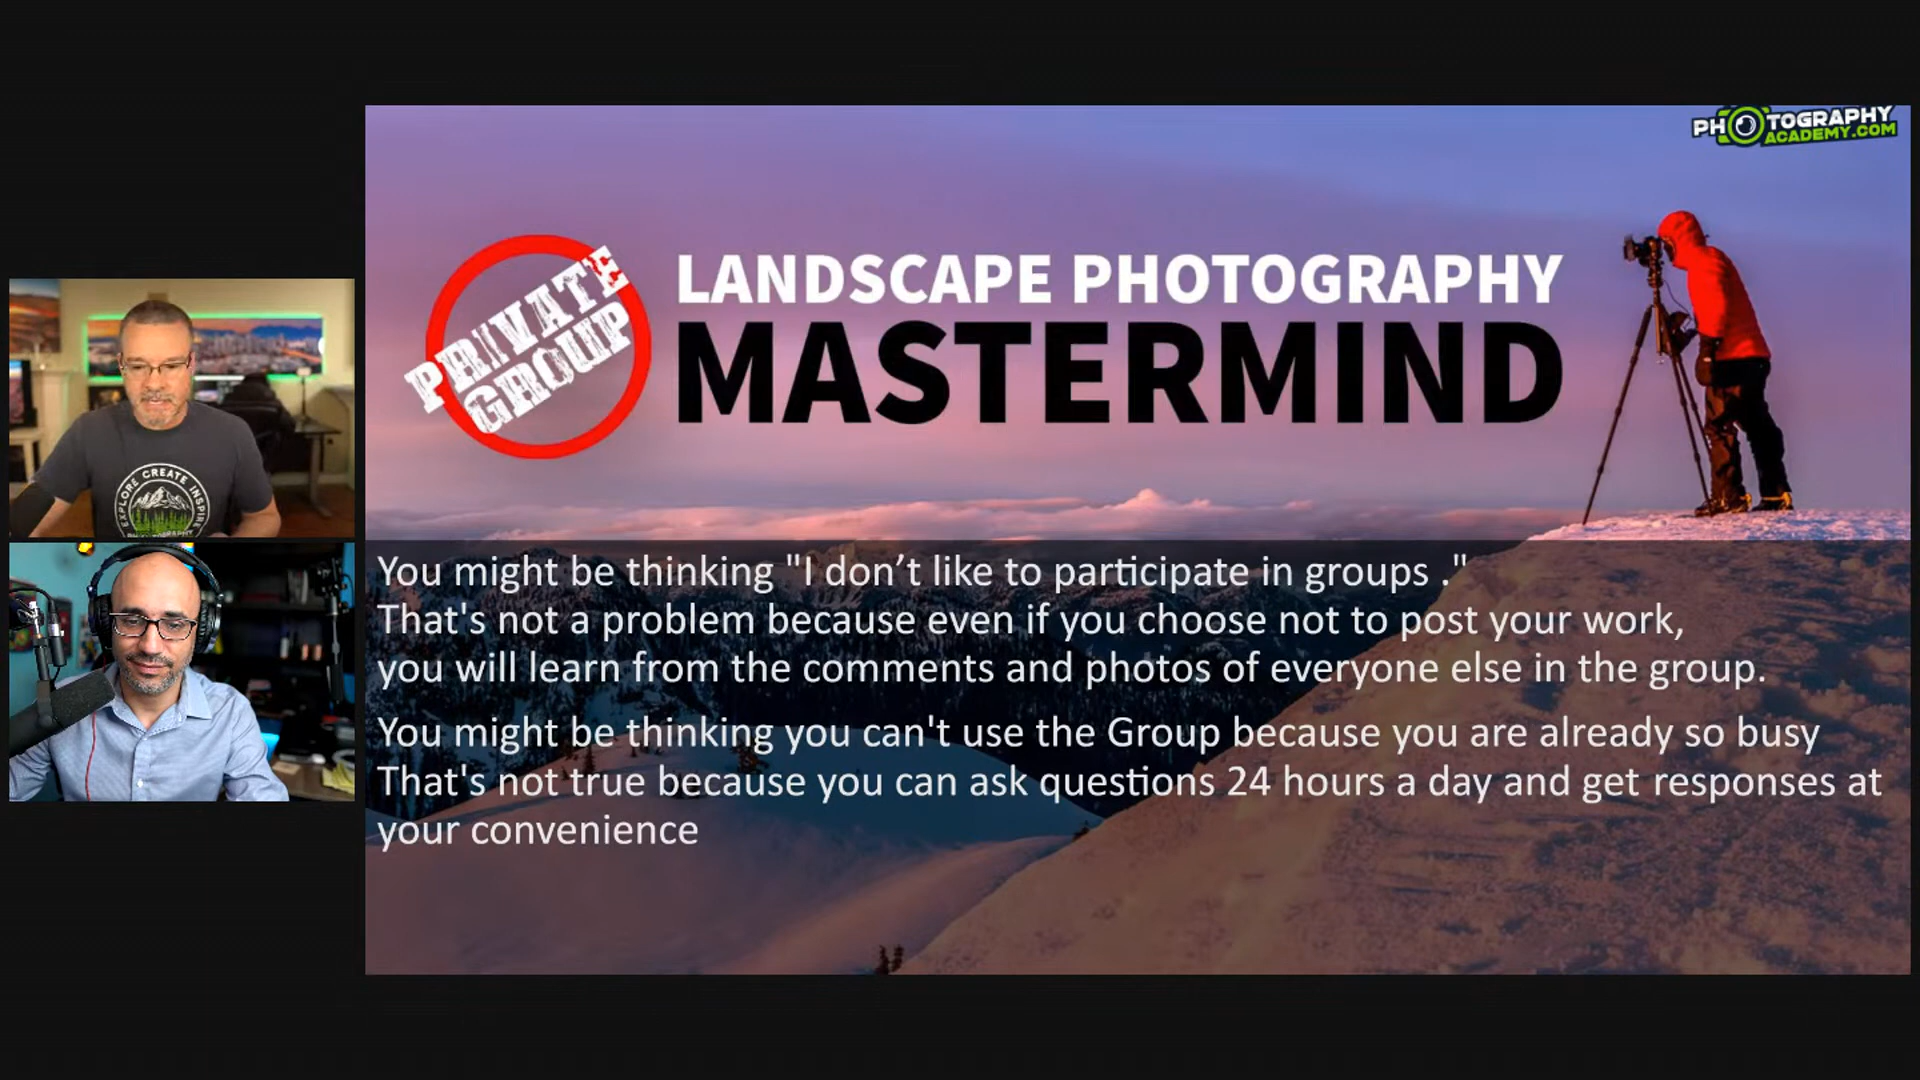 PHOTOGRAPHY
ACADEMY.COM
PRIVATE
GROUP
LANDSCAPE PHOTOGRAPHY
MASTERMIND
EXPLORE CREATE INSPIRE
PHOTOGRAPHY
You might be thinking "I don’t like to participate in groups ."
That's not a problem because even if you choose not to post your work,
you will learn from the comments and photos of everyone else in the group.
You might be thinking you can't use the Group because you are already so busy
That's not true because you can ask questions 24 hours a day and get responses at
your convenience